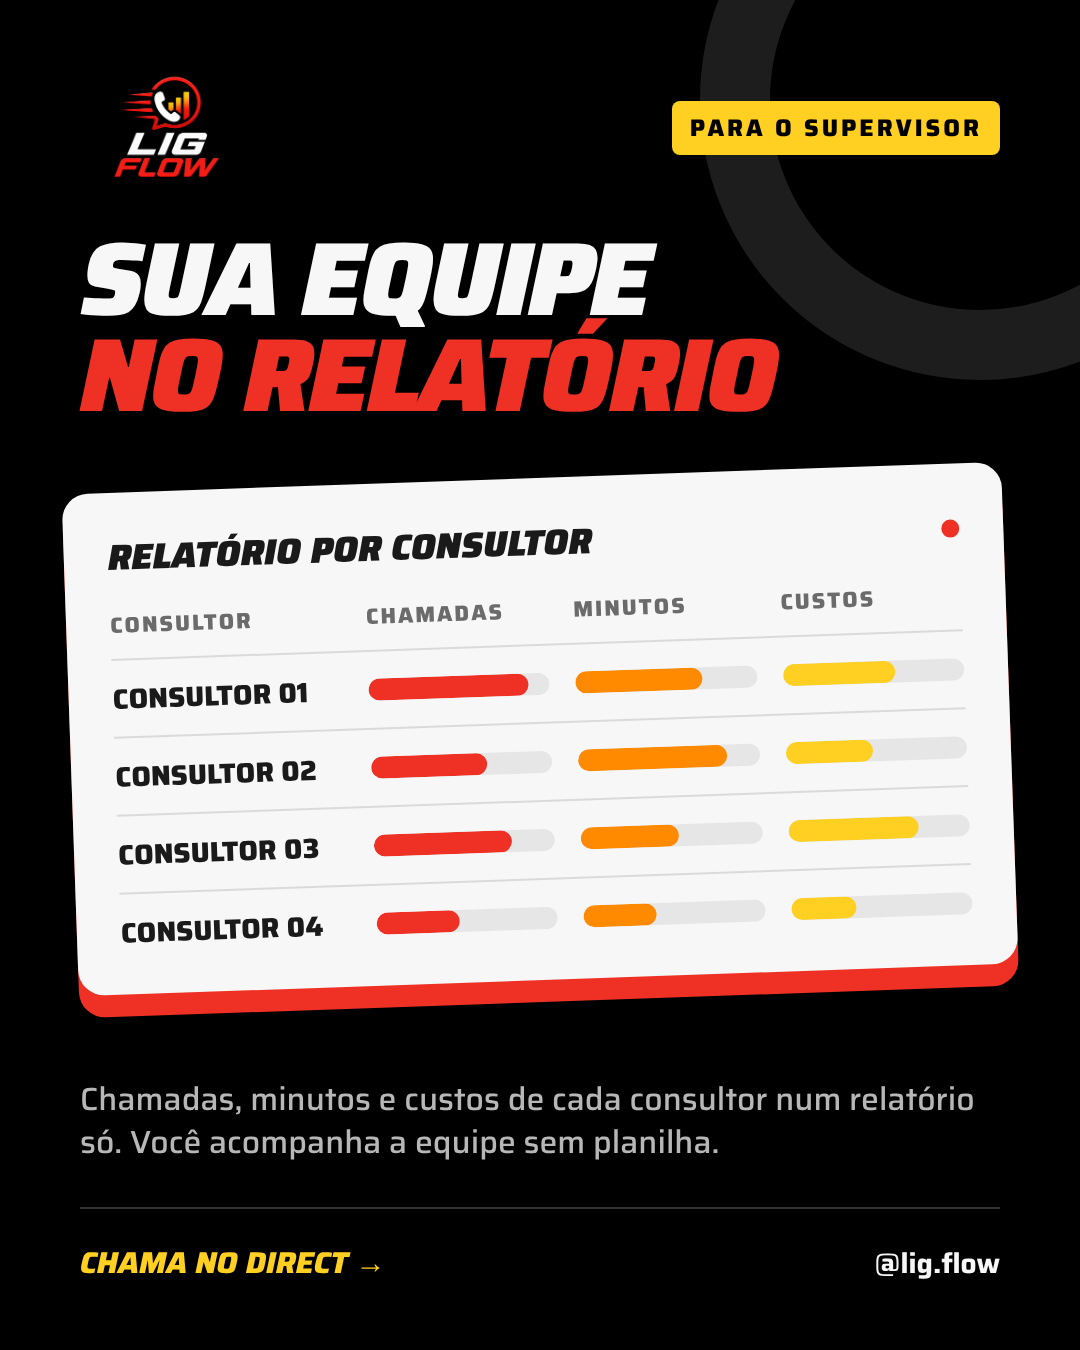 LIG
FLOW
PARA O SUPERVISOR
SUA EQUIPE
NO RELATÓRIO
RELATÓRIO POR CONSULTOR
CONSULTOR CHAMADAS MINUTOS CUSTOS
CONSULTOR 01
CONSULTOR 02
CONSULTOR 03
CONSULTOR 04
Chamadas, minutos e custos de cada consultor num relatório
só. Você acompanha a equipe sem planilha.
CHAMA NO DIRECT →
@lig.flow